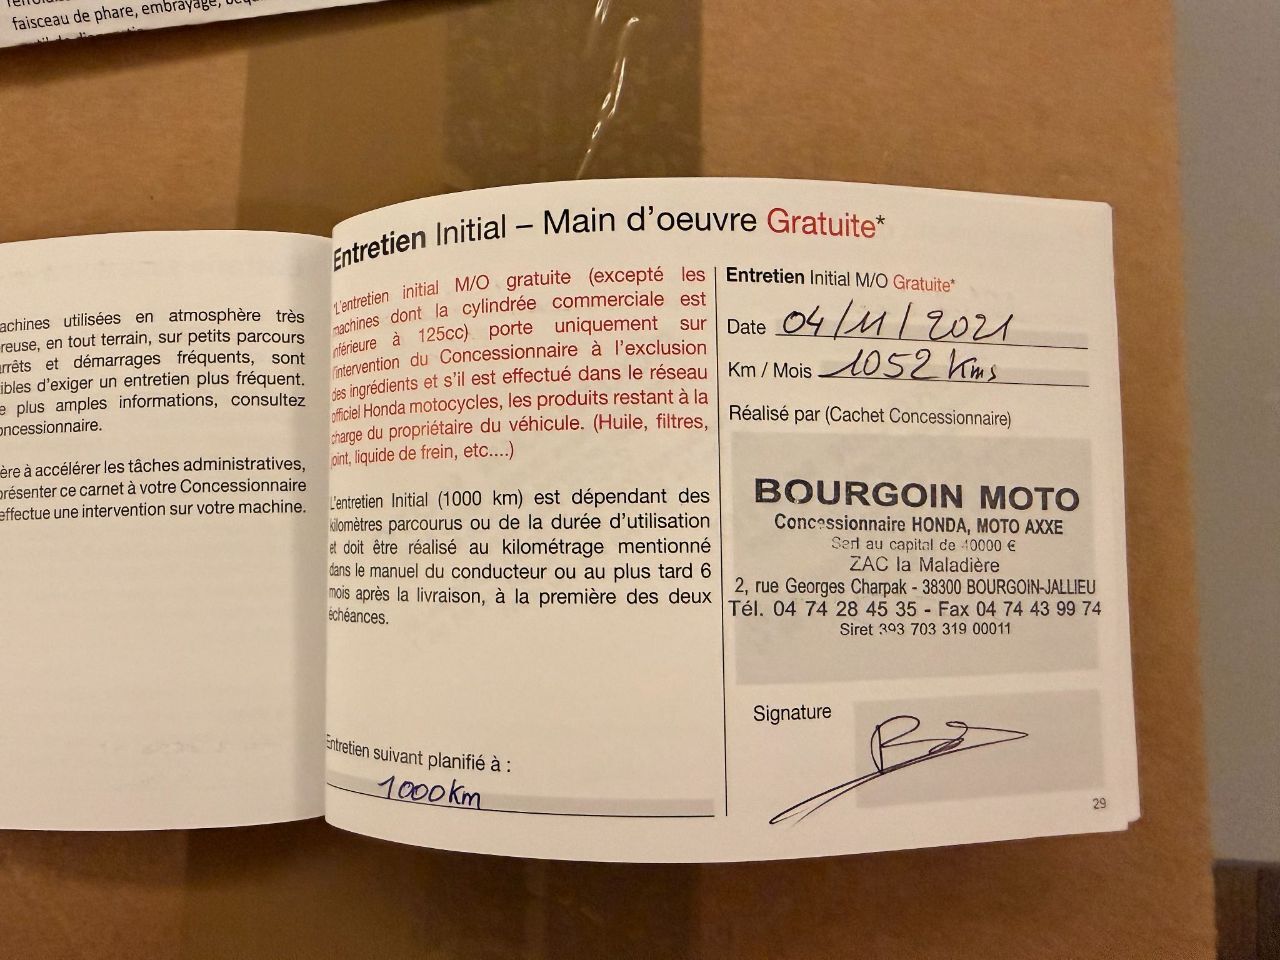 faisceau de phare, embrayage,
achines utilisées en atmosphère très
reuse, en tout terrain, sur petits parcours
rrêts et démarrages fréquents, sont
ibles d'exiger un entretien plus fréquent.
e plus amples informations, consultez
oncessionnaire.
ère à accélérer les tâches administratives,
présenter ce carnet à votre Concessionnaire
effectue une intervention sur votre machine.
Entretien Initial – Main d'oeuvre Gratuite*
*L'entretien initial M/O gratuite (excepté les
machines dont la cylindrée commerciale est
inférieure à 125cc) porte uniquement sur
l'intervention du Concessionnaire à l'exclusion
des ingrédients et s'il est effectué dans le réseau
officiel Honda motocycles, les produits restant à la
charge du propriétaire du véhicule. (Huile, filtres,
joint, liquide de frein, etc....)
L'entretien Initial (1000 km) est dépendant des
kilomètres parcourus ou de la durée d'utilisation
et doit être réalisé au kilométrage mentionné
dans le manuel du conducteur ou au plus tard 6
mois après la livraison, à la première des deux
échéances.
Entretien suivant planifié à :
1000 km
Entretien Initial M/O Gratuite*
Date 04/11/2021
Km / Mois 1052 Kms
Réalisé par (Cachet Concessionnaire)
BOURGOIN MOTO
Concessionnaire HONDA, MOTO AXXE
Sarl au capital de 40000 €
ZAC la Maladière
2, rue Georges Charpak - 38300 BOURGOIN-JALLIEU
Tél. 04 74 28 45 35 - Fax 04 74 43 99 74
Siret 393 703 319 00011
Signature
29